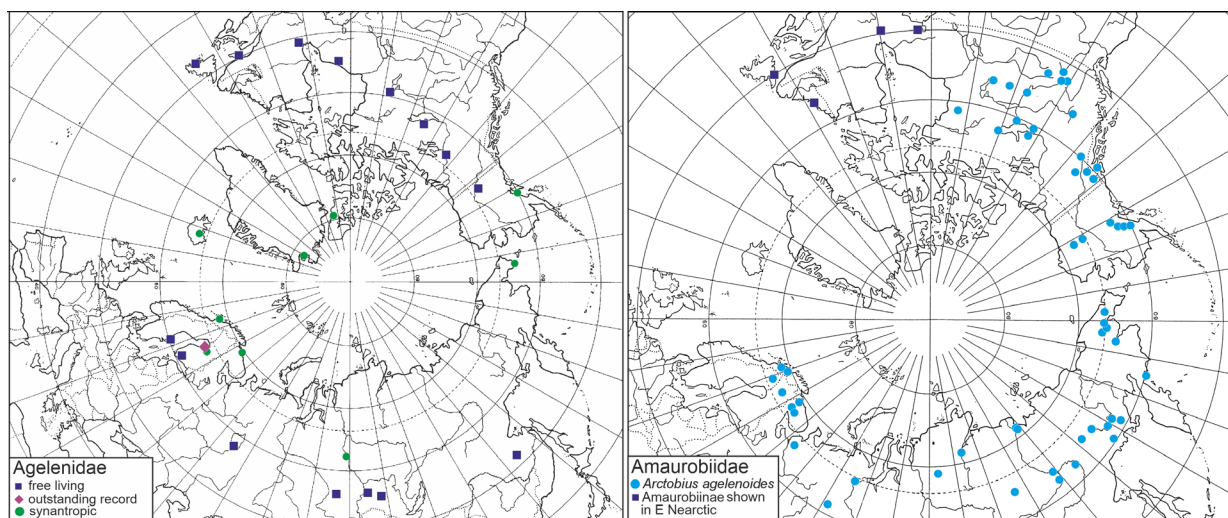 Agelenidae
free living
outstanding record
synantropic
Amaurobiidae
Arctobius agelenoides
Amaurobiinae shown
in E Nearctic